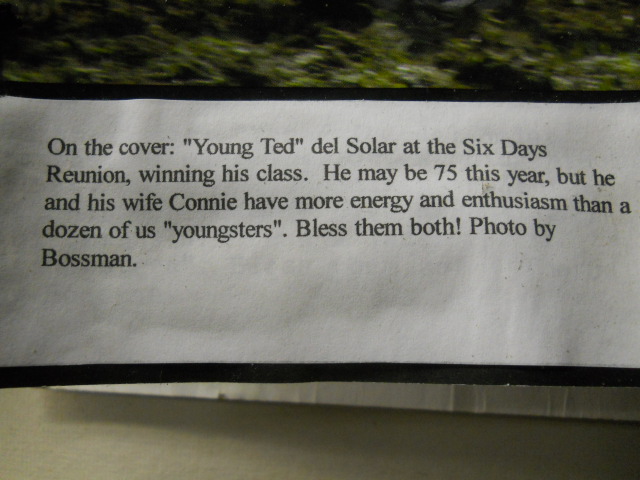 On the cover: "Young Ted" del Solar at the Six Days
Reunion, winning his class. He may be 75 this year, but he
and his wife Connie have more energy and enthusiasm than a
dozen of us "youngsters". Bless them both! Photo by
Bossman.